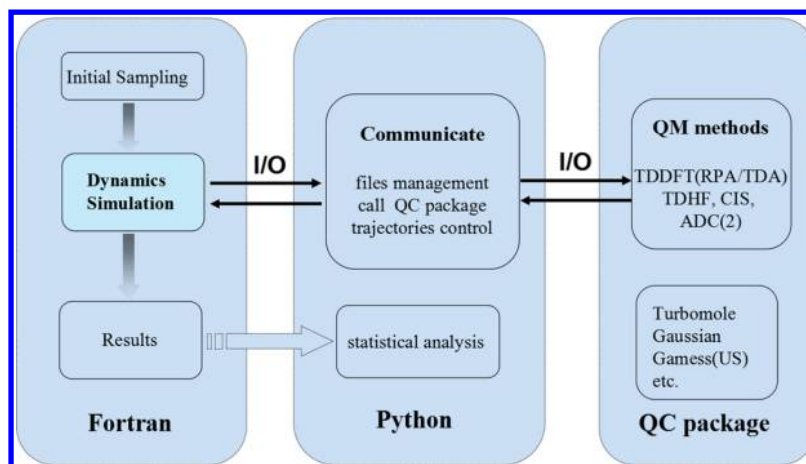 Initial Sampling
Dynamics
Simulation
Results
Fortran
I/O
Communicate
files management
call QC package
trajectories control
statistical analysis
Python
I/O
QM methods
TDDFT(RPA/TDA)
TDHF, CIS,
ADC(2)
Turbomole
Gaussian
Gamess(US)
etc.
QC package